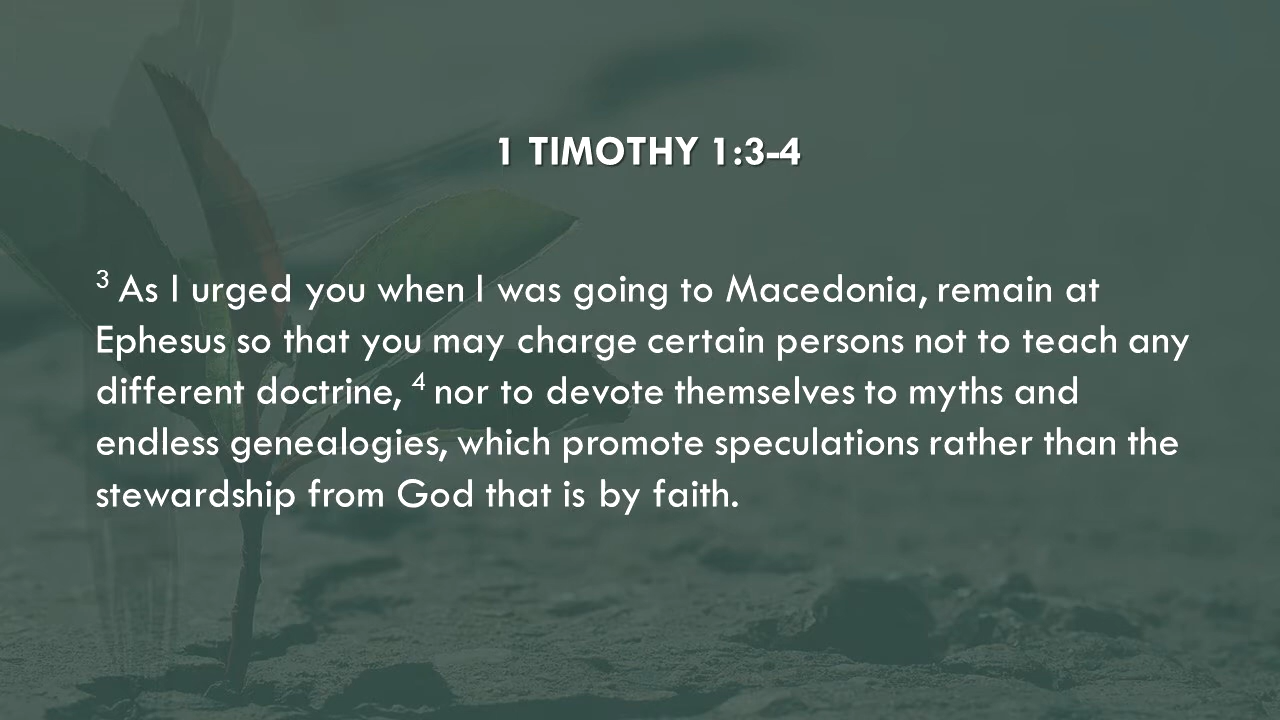 1 TIMOTHY 1:3-4
3 As I urged you when I was going to Macedonia, remain at
Ephesus so that you may charge certain persons not to teach any
different doctrine, 4 nor to devote themselves to myths and
endless genealogies, which promote speculations rather than the
stewardship from God that is by faith.